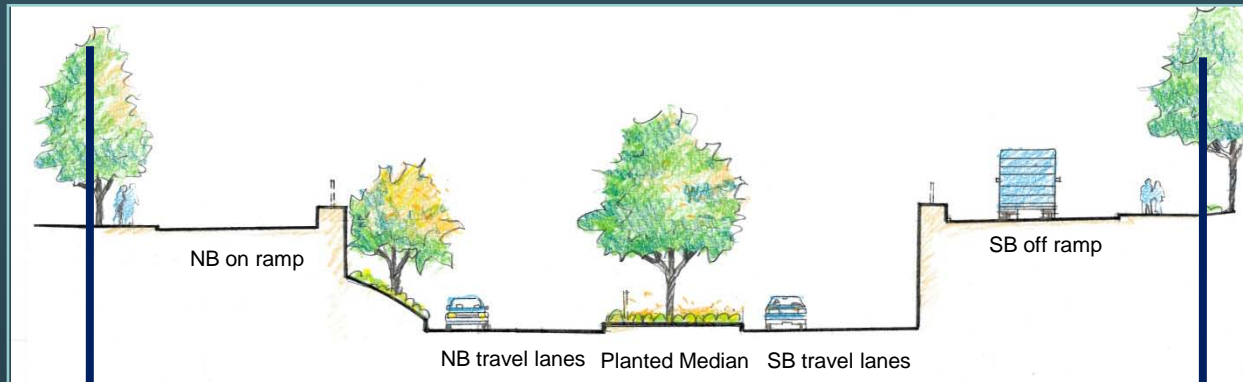 NB on ramp
SB off ramp
NB travel lanes
Planted Median
SB travel lanes